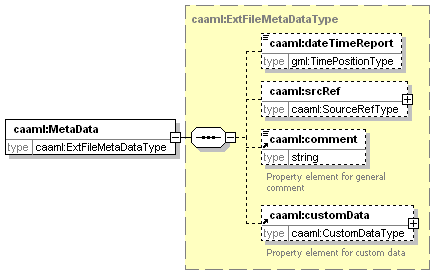 caaml:ExtFileMetaDataType
caaml:dateTimeReport
type gml:TimePositionType
caaml:srcRef
type caaml:SourceRefType
caaml:MetaData
type caaml:ExtFileMetaDataType
caaml:comment
type string
Property element for general
comment
caaml:customData
type caaml:CustomDataType
Property element for custom data